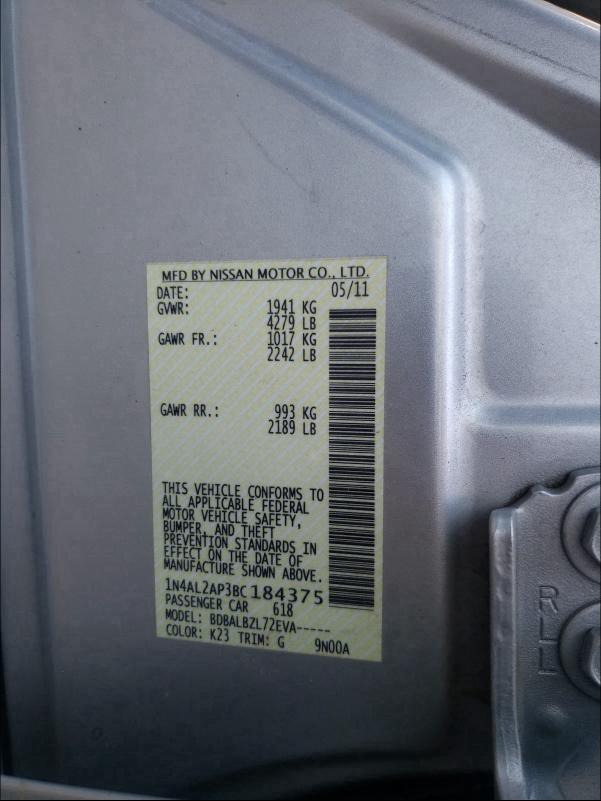 MFD BY NISSAN MOTOR CO., LTD.
DATE: 05/11
GVWR: 1941 KG
4279 LB
GAWR FR.: 1017 KG
2242 LB
GAWR RR.: 993 KG
2189 LB
THIS VEHICLE CONFORMS TO
ALL APPLICABLE FEDERAL
MOTOR VEHICLE SAFETY,
BUMPER, AND THEFT
PREVENTION STANDARDS IN
EFFECT ON THE DATE OF
MANUFACTURE SHOWN ABOVE.
1N4AL2AP3BC184375
PASSENGER CAR 618
MODEL: BDBALBZL72EVA-----
COLOR: K23 TRIM: G 9N00A
RLL